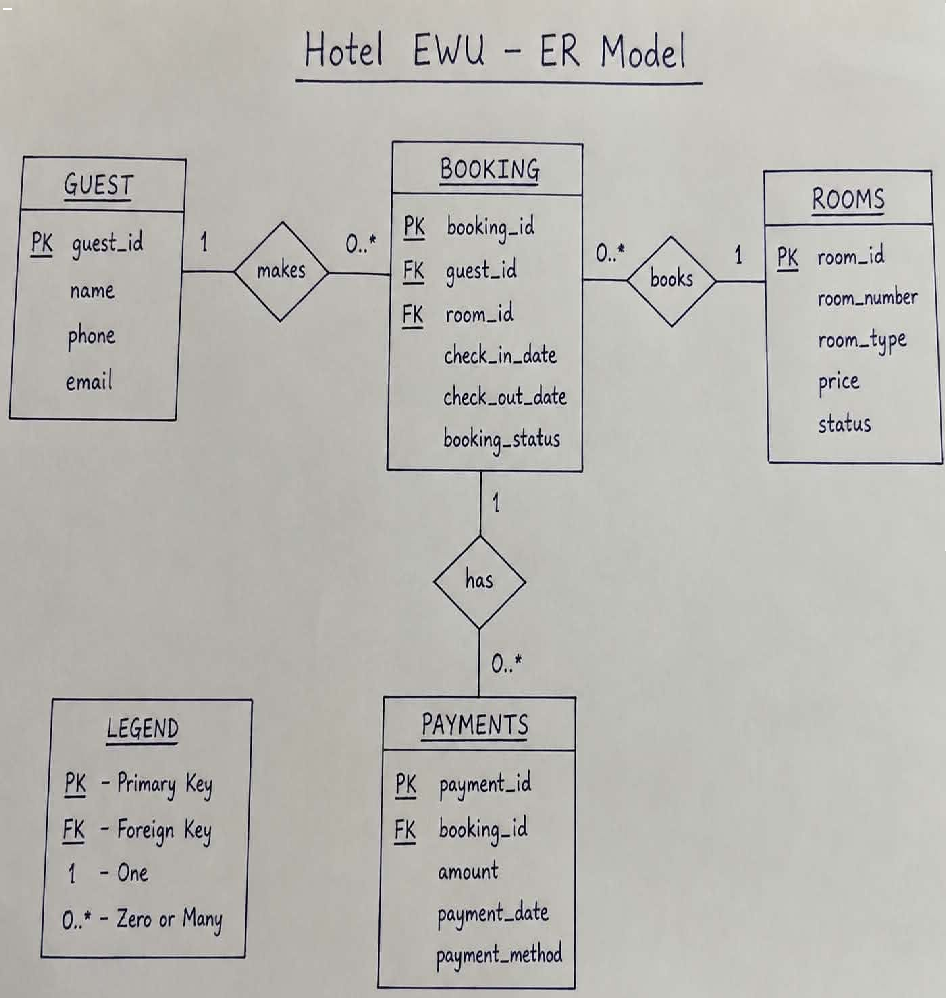 Hotel EWU - ER Model
GUEST
PK guest_id
name
phone
email
1
makes
0..*
BOOKING
PK booking_id
FK guest_id
FK room_id
check_in_date
check_out_date
booking_status
0..*
books
1
ROOMS
PK room_id
room_number
room_type
price
status
1
has
0..*
PAYMENTS
PK payment_id
FK booking_id
amount
payment_date
payment_method
LEGEND
PK - Primary Key
FK - Foreign Key
1 - One
0..* - Zero or Many